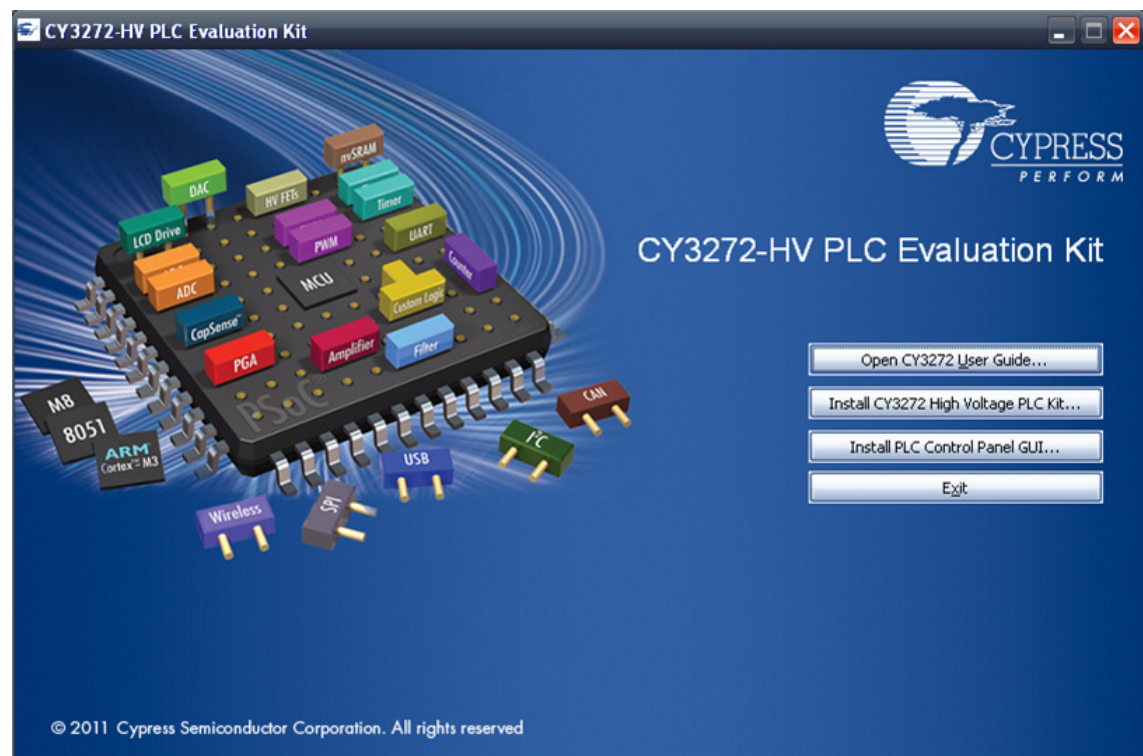 CY3272-HV PLC Evaluation Kit
CYPRESS
PERFORM
CY3272-HV PLC Evaluation Kit
Open CY3272 User Guide...
Install CY3272 High Voltage PLC Kit...
Install PLC Control Panel GUI...
Exit
nvSRAM
DAC
HV FETs
Timer
LCD Drive
PWM
UART
Counter
ADC
MCU
Custom Logic
CapSense™
PGA
Amplifier
Filter
PSoC®
M8
8051
ARM
Cortex™-M3
CAN
I²C
USB
SPI
Wireless
© 2011 Cypress Semiconductor Corporation. All rights reserved